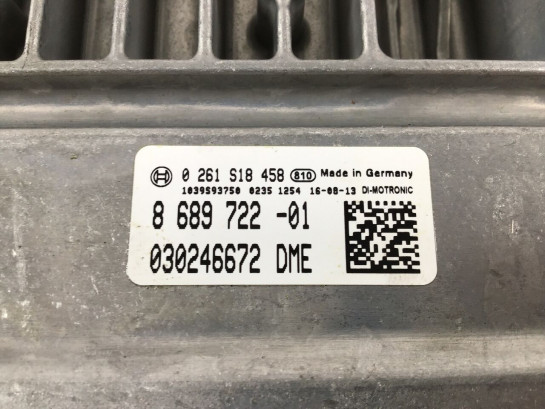 0 261 S18 458 810 Made in Germany
1039S93750 0235 1254 16-08-13 DI-MOTRONIC
8 689 722 -01
030246672 DME